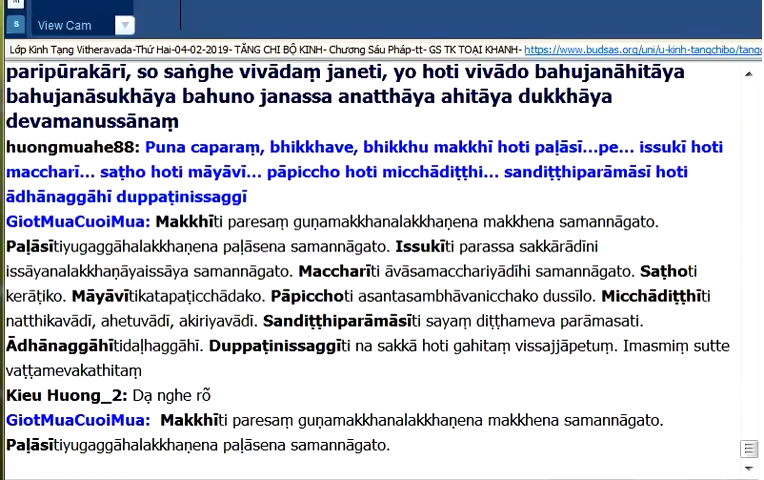 View Cam
Lớp Kinh Tạng Vitheravada-Thứ Hai-04-02-2019- TĂNG CHI BỘ KINH- Chương Sáu Pháp-tt- GS TK TOẠI KHANH- https://www.budsas.org/uni/u-kinh-tangchibo/tangc
paripūrakārī, so saṅghe vivādaṃ janeti, yo hoti vivādo bahujanāhitāya
bahujanāsukhāya bahuno janassa anatthāya ahitāya dukkhāya
devamanussānaṃ
huongmuahe88: Puna caparaṃ, bhikkhave, bhikkhu makkhī hoti paḷāsī...pe... issukī hoti
maccharī... saṭho hoti māyāvī... pāpiccho hoti micchādiṭṭhi... sandiṭṭhiparāmāsī hoti
ādhānaggāhī duppaṭinissaggī
GiotMuaCuoiMua: Makkhīti paresaṃ guṇamakkhanalakkhaṇena makkhena samannāgato.
Paḷāsītiyugaggāhalakkhaṇena paḷāsena samannāgato. Issukīti parassa sakkārādīni
issāyanalakkhaṇāyaissāya samannāgato. Maccharīti āvāsamacchariyādīhi samannāgato. Saṭhoti
kerāṭiko. Māyāvītikatapaṭicchādako. Pāpicchoti asantasambhāvanicchako dussīlo. Micchādiṭṭhīti
natthikavādī, ahetuvādī, akiriyavādī. Sandiṭṭhiparāmāsīti sayaṃ diṭṭhameva parāmasati.
Ādhānaggāhītidaḷhaggāhī. Duppaṭinissaggīti na sakkā hoti gahitaṃ vissajjāpetuṃ. Imasmiṃ sutte
vaṭṭamevakathitaṃ
Kieu Huong_2: Dạ nghe rõ
GiotMuaCuoiMua: Makkhīti paresaṃ guṇamakkhanalakkhaṇena makkhena samannāgato.
Paḷāsītiyugaggāhalakkhaṇena paḷāsena samannāgato.